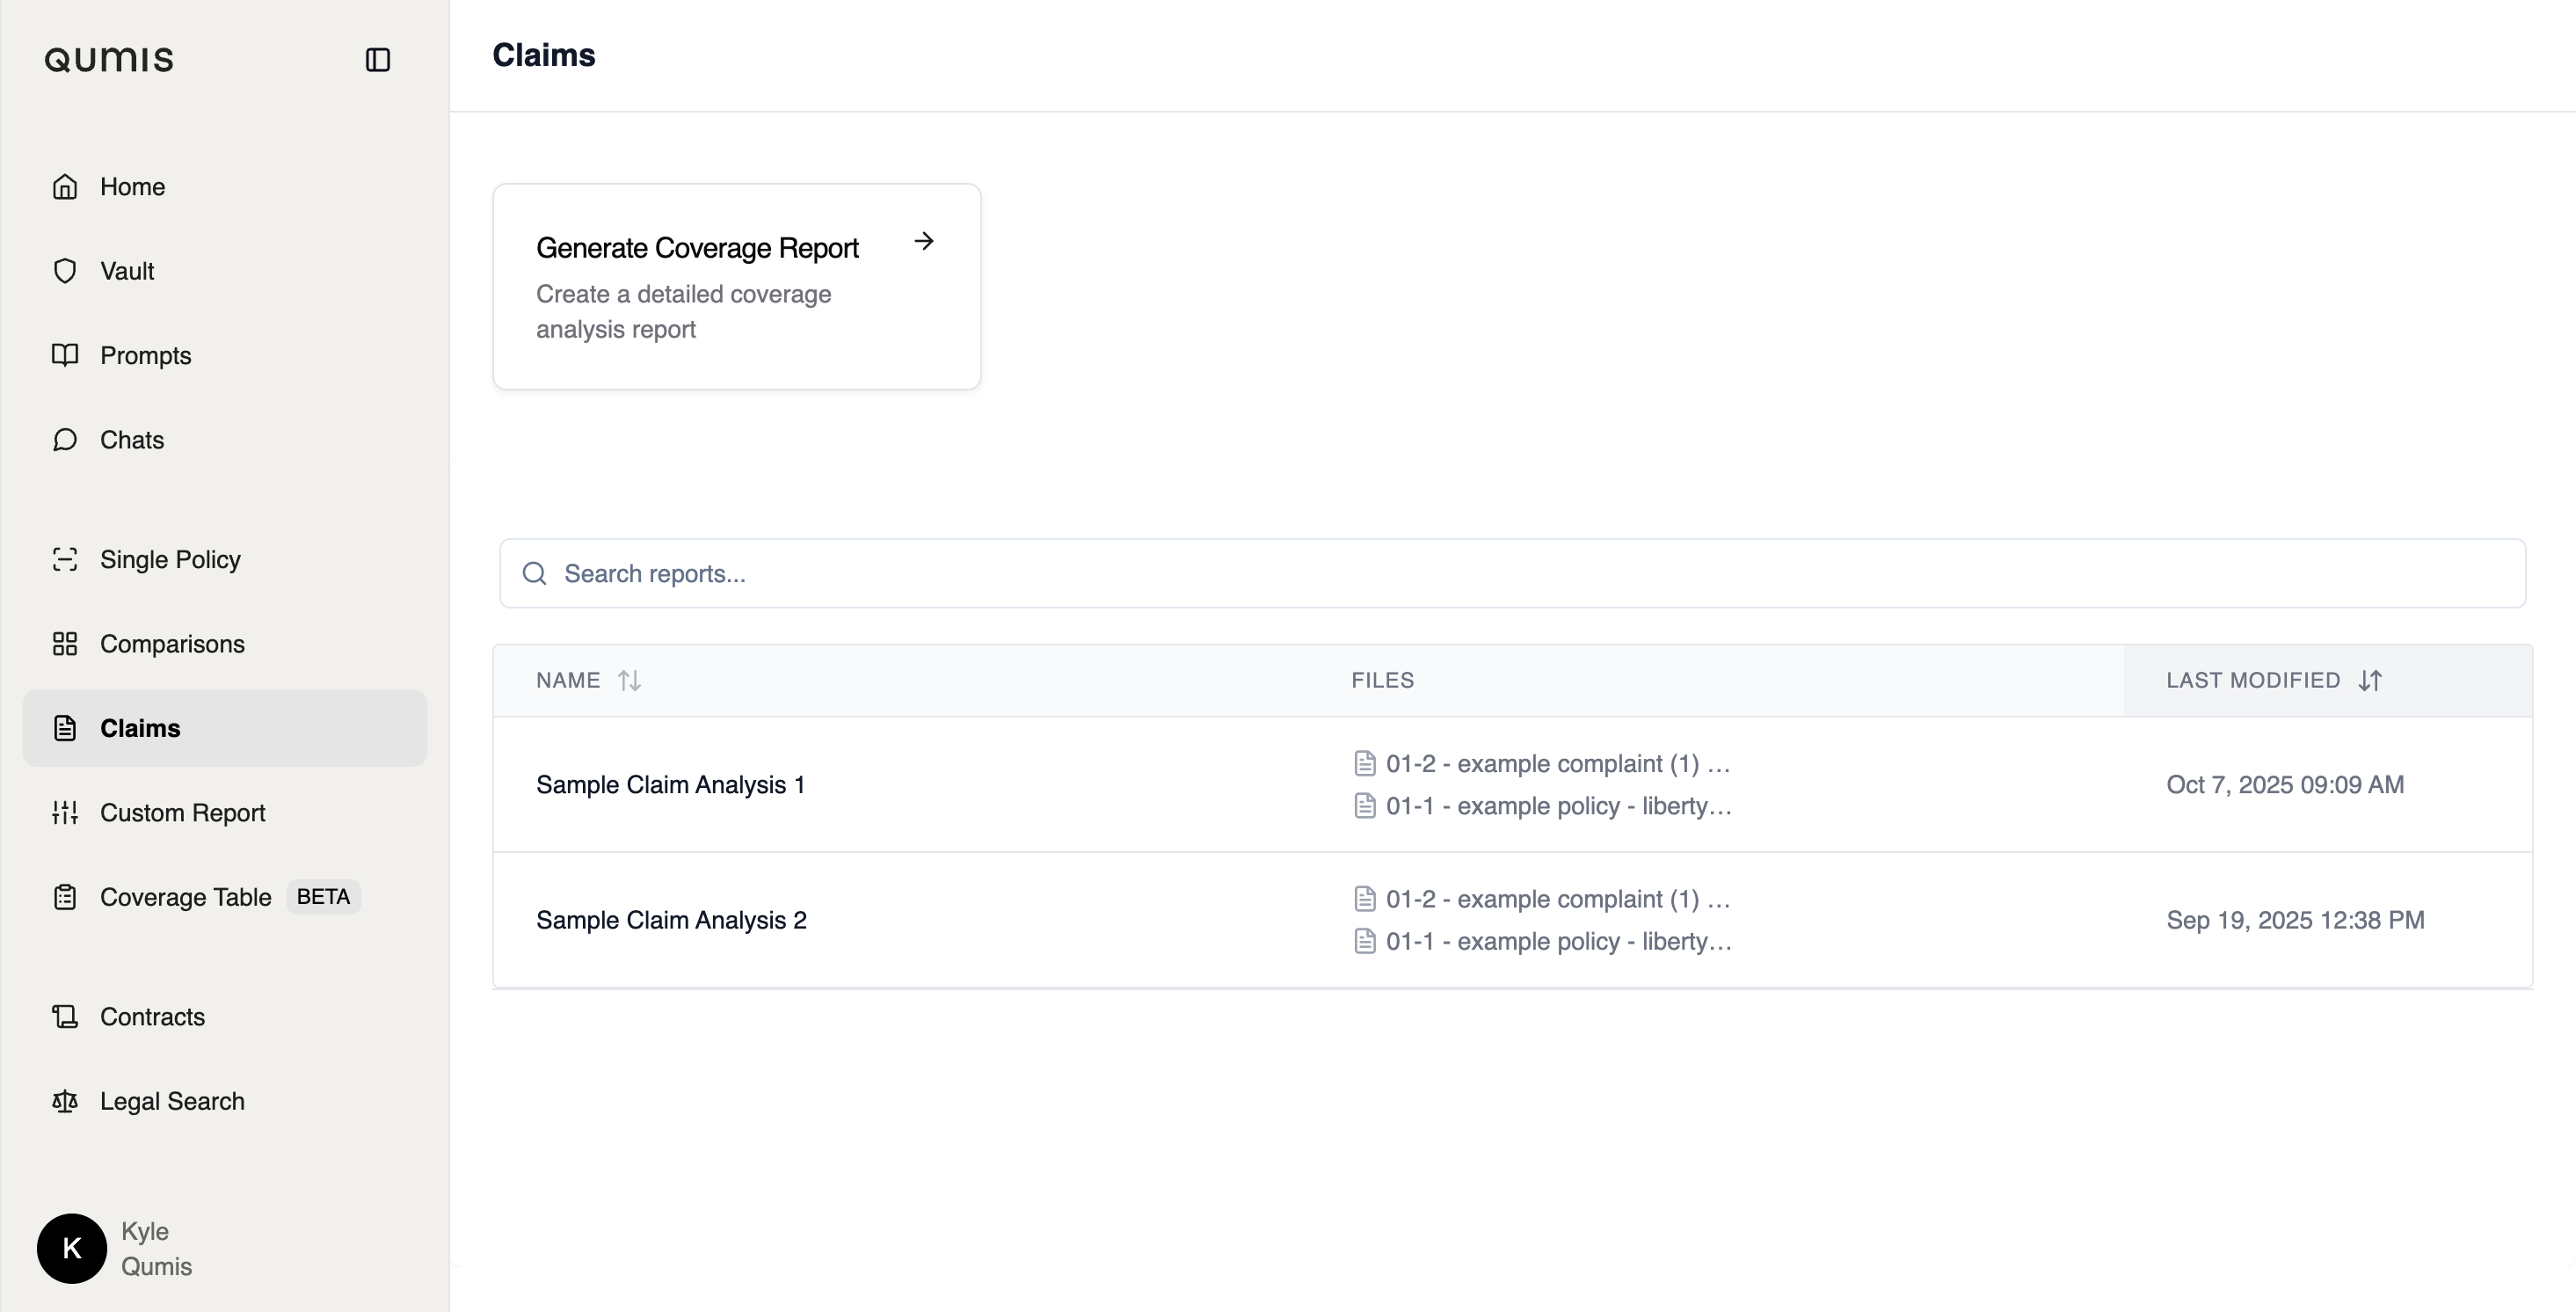 QUMIS
Home
Vault
Prompts
Chats
Single Policy
Comparisons
Claims
Custom Report
Coverage Table BETA
Contracts
Legal Search
K
Kyle
Qumis
Claims
Generate Coverage Report
Create a detailed coverage
analysis report
Search reports...
NAME FILES LAST MODIFIED
Sample Claim Analysis 1
01-2 - example complaint (1) ...
01-1 - example policy - liberty...
Oct 7, 2025 09:09 AM
Sample Claim Analysis 2
01-2 - example complaint (1) ...
01-1 - example policy - liberty...
Sep 19, 2025 12:38 PM